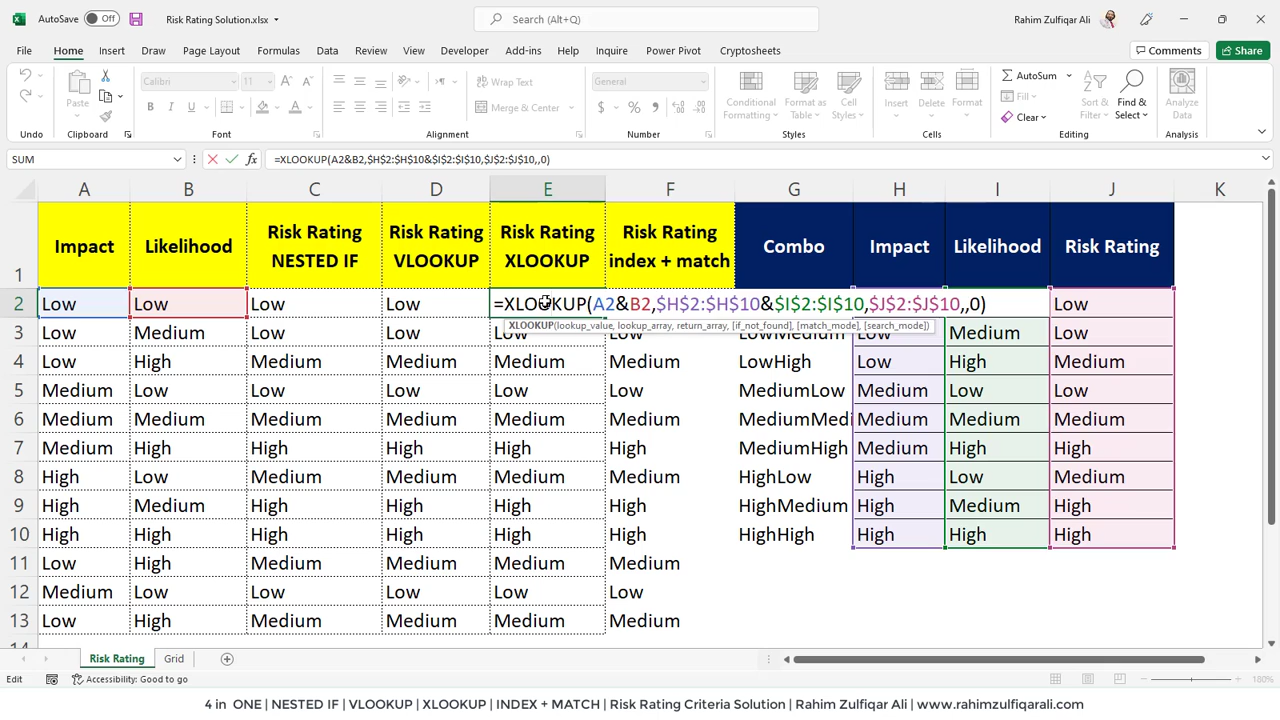 AutoSave Off Risk Rating Solution.xlsx Search (Alt+Q) Rahim Zulfiqar Ali
File Home Insert Draw Page Layout Formulas Data Review View Developer Add-ins Help Inquire Power Pivot Cryptosheets Comments Share
Calibri 11 Wrap Text General AutoSum
Paste Merge & Center Conditional Formatting Format as Table Cell Styles Insert Delete Format Fill Clear Sort & Filter Find & Select Analyze Data
Undo Clipboard Font Alignment Number Styles Cells Editing Analysis
SUM =XLOOKUP(A2&B2,$H$2:$H$10&$I$2:$I$10,$J$2:$J$10,,0)
A B C D E F G H I J K
1 Impact Likelihood Risk Rating NESTED IF Risk Rating VLOOKUP Risk Rating XLOOKUP Risk Rating index + match Combo Impact Likelihood Risk Rating
2 Low Low Low Low =XLOOKUP(A2&B2,$H$2:$H$10&$I$2:$I$10,$J$2:$J$10,,0) Low
XLOOKUP(lookup_value, lookup_array, return_array, [if_not_found], [match_mode], [search_mode])
3 Low Medium Low Low Low Low LowMedium Low Medium Low
4 Low High Medium Medium Medium Medium LowHigh Low High Medium
5 Medium Low Low Low Low Low MediumLow Medium Low Low
6 Medium Medium Medium Medium Medium Medium MediumMedi Medium Medium Medium
7 Medium High High High High High MediumHigh Medium High High
8 High Low Medium Medium Medium Medium HighLow High Low Medium
9 High Medium High High High High HighMedium High Medium High
10 High High High High High High HighHigh High High High
11 Low High Medium Medium Medium Medium
12 Medium Low Low Low Low Low
13 Low High Medium Medium Medium Medium
14
Risk Rating Grid
Edit Accessibility: Good to go 180%
4 in ONE | NESTED IF | VLOOKUP | XLOOKUP | INDEX + MATCH | Risk Rating Criteria Solution | Rahim Zulfiqar Ali | www.rahimzulfiqarali.com